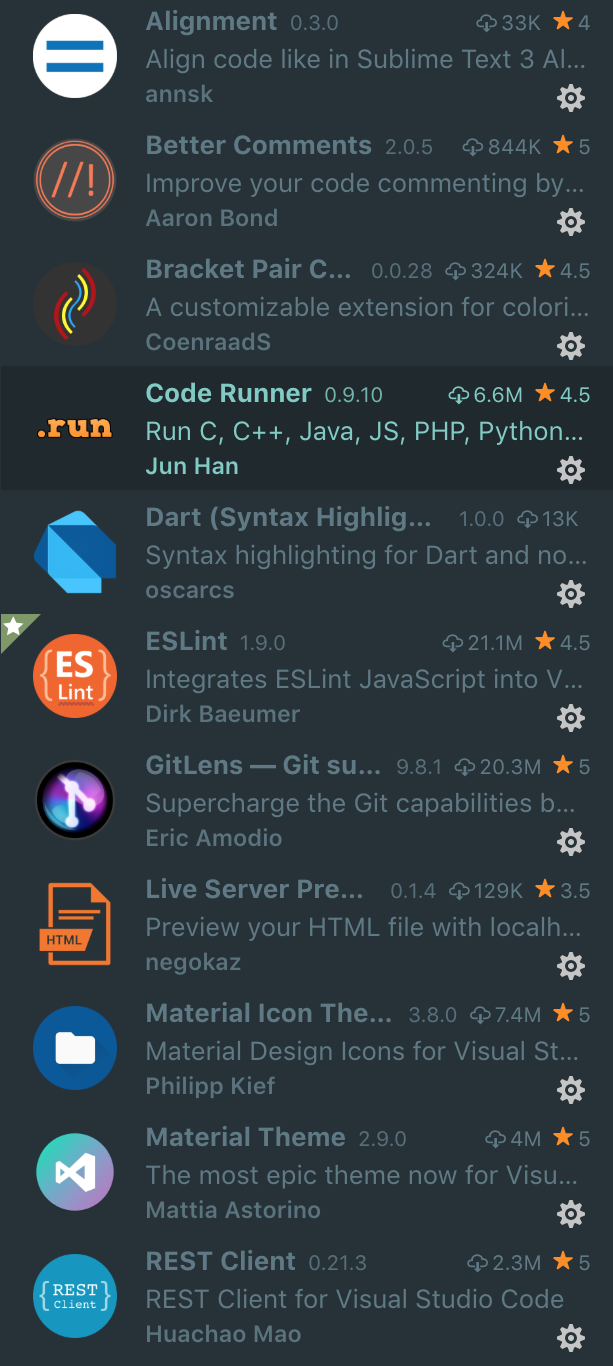 Alignment 0.3.0 33K 4
Align code like in Sublime Text 3 Al...
annsk
//!
Better Comments 2.0.5 844K 5
Improve your code commenting by...
Aaron Bond
Bracket Pair C... 0.0.28 324K 4.5
A customizable extension for colori...
CoenraadS
.run
Code Runner 0.9.10 6.6M 4.5
Run C, C++, Java, JS, PHP, Python...
Jun Han
Dart (Syntax Highlig... 1.0.0 13K
Syntax highlighting for Dart and no...
oscarcs
{ES
Lint}
ESLint 1.9.0 21.1M 4.5
Integrates ESLint JavaScript into V...
Dirk Baeumer
GitLens — Git su... 9.8.1 20.3M 5
Supercharge the Git capabilities b...
Eric Amodio
HTML
Live Server Pre... 0.1.4 129K 3.5
Preview your HTML file with localh...
negokaz
Material Icon The... 3.8.0 7.4M 5
Material Design Icons for Visual St...
Philipp Kief
Material Theme 2.9.0 4M 5
The most epic theme now for Visu...
Mattia Astorino
{REST
Client}
REST Client 0.21.3 2.3M 5
REST Client for Visual Studio Code
Huachao Mao